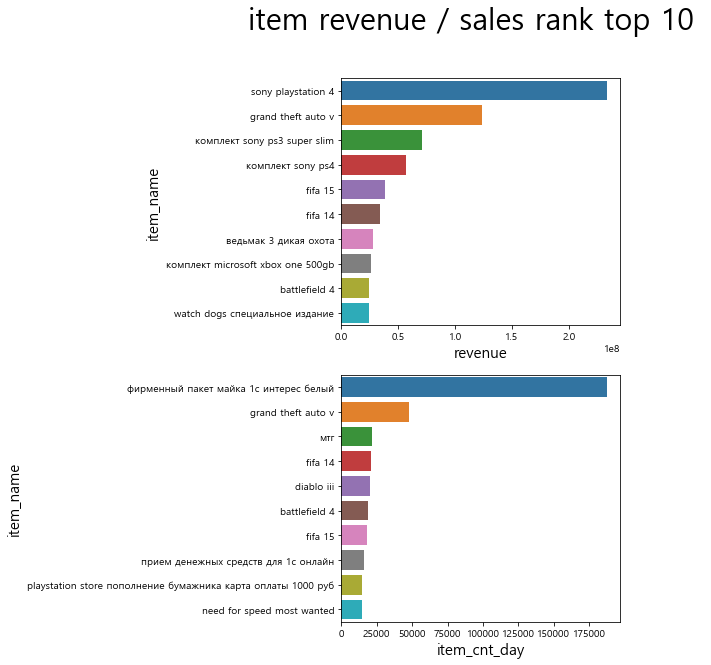 item revenue / sales rank top 10
item_name
sony playstation 4
grand theft auto v
комплект sony ps3 super slim
комплект sony ps4
fifa 15
fifa 14
ведьмак 3 дикая охота
комплект microsoft xbox one 500gb
battlefield 4
watch dogs специальное издание
0.0 0.5 1.0 1.5 2.0
1e8
revenue
item_name
фирменный пакет майка 1с интерес белый
grand theft auto v
мтг
fifa 14
diablo iii
battlefield 4
fifa 15
прием денежных средств для 1с онлайн
playstation store пополнение бумажника карта оплаты 1000 руб
need for speed most wanted
0 25000 50000 75000 100000 125000 150000 175000
item_cnt_day